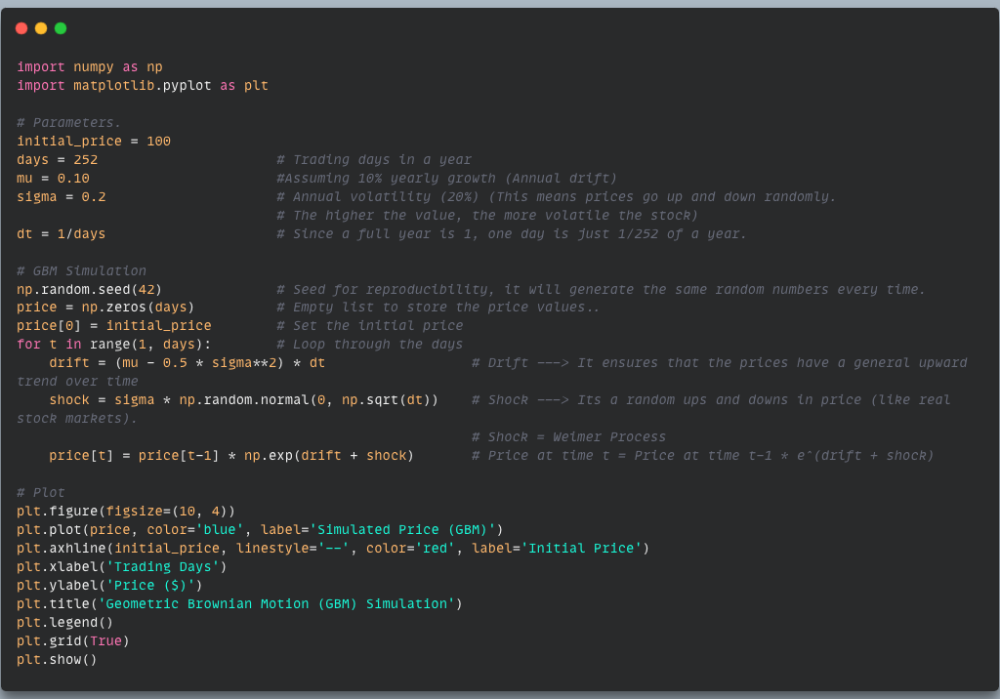 import numpy as np
import matplotlib.pyplot as plt

# Parameters.
initial_price = 100
days = 252                      # Trading days in a year
mu = 0.10                       #Assuming 10% yearly growth (Annual drift)
sigma = 0.2                     # Annual volatility (20%) (This means prices go up and down randomly.
                                # The higher the value, the more volatile the stock)
dt = 1/days                     # Since a full year is 1, one day is just 1/252 of a year.

# GBM Simulation
np.random.seed(42)              # Seed for reproducibility, it will generate the same random numbers every time.
price = np.zeros(days)          # Empty list to store the price values..
price[0] = initial_price        # Set the initial price
for t in range(1, days):        # Loop through the days
    drift = (mu - 0.5 * sigma**2) * dt                  # Drift ---> It ensures that the prices have a general upward
trend over time
    shock = sigma * np.random.normal(0, np.sqrt(dt))    # Shock ---> Its a random ups and downs in price (like real
stock markets).
                                                        # Shock = Weimer Process
    price[t] = price[t-1] * np.exp(drift + shock)       # Price at time t = Price at time t-1 * e^(drift + shock)

# Plot
plt.figure(figsize=(10, 4))
plt.plot(price, color='blue', label='Simulated Price (GBM)')
plt.axhline(initial_price, linestyle='--', color='red', label='Initial Price')
plt.xlabel('Trading Days')
plt.ylabel('Price ($)')
plt.title('Geometric Brownian Motion (GBM) Simulation')
plt.legend()
plt.grid(True)
plt.show()